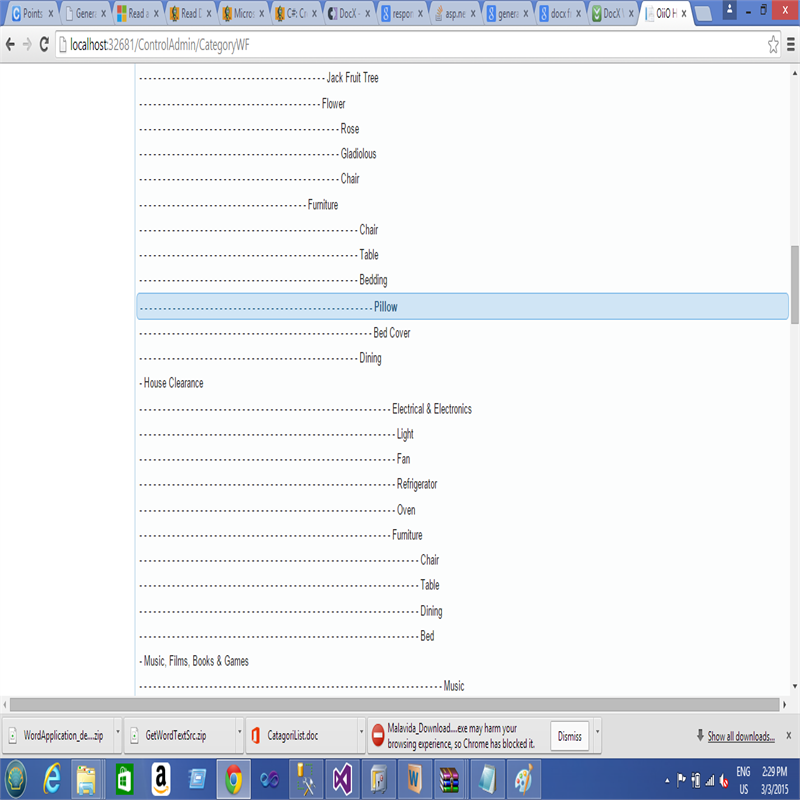 Points
Genera
Read a
Read D
Micros
C#: Cr
DocX -
respon
asp.ne
genera
docx fr
DocX V
OiiO H
localhost:32681/ControlAdmin/CategoryWF
- - - - - - - - - - - - - - - - - - - - - - - - - - - - - - - - - - - - - - - - Jack Fruit Tree
- - - - - - - - - - - - - - - - - - - - - - - - - - - - - - - - - - - - - - - Flower
- - - - - - - - - - - - - - - - - - - - - - - - - - - - - - - - - - - - - - - - - - - Rose
- - - - - - - - - - - - - - - - - - - - - - - - - - - - - - - - - - - - - - - - - - - Gladiolous
- - - - - - - - - - - - - - - - - - - - - - - - - - - - - - - - - - - - - - - - - - - Chair
- - - - - - - - - - - - - - - - - - - - - - - - - - - - - - - - - - - - Furniture
- - - - - - - - - - - - - - - - - - - - - - - - - - - - - - - - - - - - - - - - - - - - - - - Chair
- - - - - - - - - - - - - - - - - - - - - - - - - - - - - - - - - - - - - - - - - - - - - - - Table
- - - - - - - - - - - - - - - - - - - - - - - - - - - - - - - - - - - - - - - - - - - - - - - Bedding
- - - - - - - - - - - - - - - - - - - - - - - - - - - - - - - - - - - - - - - - - - - - - - - - - - Pillow
- - - - - - - - - - - - - - - - - - - - - - - - - - - - - - - - - - - - - - - - - - - - - - - - - - Bed Cover
- - - - - - - - - - - - - - - - - - - - - - - - - - - - - - - - - - - - - - - - - - - - - - - Dining
- House Clearance
- - - - - - - - - - - - - - - - - - - - - - - - - - - - - - - - - - - - - - - - - - - - - - - - - - - - - - Electrical & Electronics
- - - - - - - - - - - - - - - - - - - - - - - - - - - - - - - - - - - - - - - - - - - - - - - - - - - - - - - Light
- - - - - - - - - - - - - - - - - - - - - - - - - - - - - - - - - - - - - - - - - - - - - - - - - - - - - - - Fan
- - - - - - - - - - - - - - - - - - - - - - - - - - - - - - - - - - - - - - - - - - - - - - - - - - - - - - - Refrigerator
- - - - - - - - - - - - - - - - - - - - - - - - - - - - - - - - - - - - - - - - - - - - - - - - - - - - - - - Oven
- - - - - - - - - - - - - - - - - - - - - - - - - - - - - - - - - - - - - - - - - - - - - - - - - - - - - - Furniture
- - - - - - - - - - - - - - - - - - - - - - - - - - - - - - - - - - - - - - - - - - - - - - - - - - - - - - - - - - - - Chair
- - - - - - - - - - - - - - - - - - - - - - - - - - - - - - - - - - - - - - - - - - - - - - - - - - - - - - - - - - - - Table
- - - - - - - - - - - - - - - - - - - - - - - - - - - - - - - - - - - - - - - - - - - - - - - - - - - - - - - - - - - - Dining
- - - - - - - - - - - - - - - - - - - - - - - - - - - - - - - - - - - - - - - - - - - - - - - - - - - - - - - - - - - - Bed
- Music, Films, Books & Games
- - - - - - - - - - - - - - - - - - - - - - - - - - - - - - - - - - - - - - - - - - - - - - - - - - - - - - - - - - - - - - - - - Music
WordApplication_de....zip
GetWordTextSrc.zip
CatagoriList.doc
Malavida_Download....exe may harm your
browsing experience, so Chrome has blocked it.
Dismiss
Show all downloads...
ENG
US
2:29 PM
3/3/2015